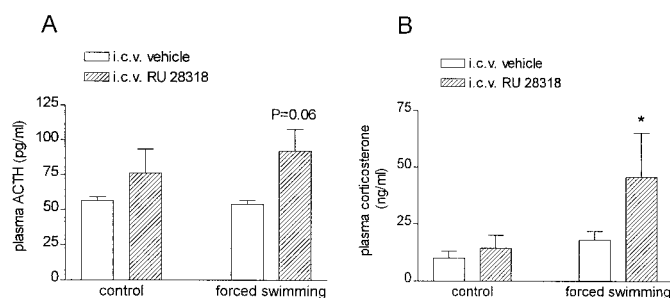 A
i.c.v. vehicle
i.c.v. RU 28318
125
100
75
50
25
0
plasma ACTH (pg/ml)
P=0.06
control
forced swimming
B
i.c.v. vehicle
i.c.v. RU 28318
75
50
25
0
plasma corticosterone
(ng/ml)
*
control
forced swimming